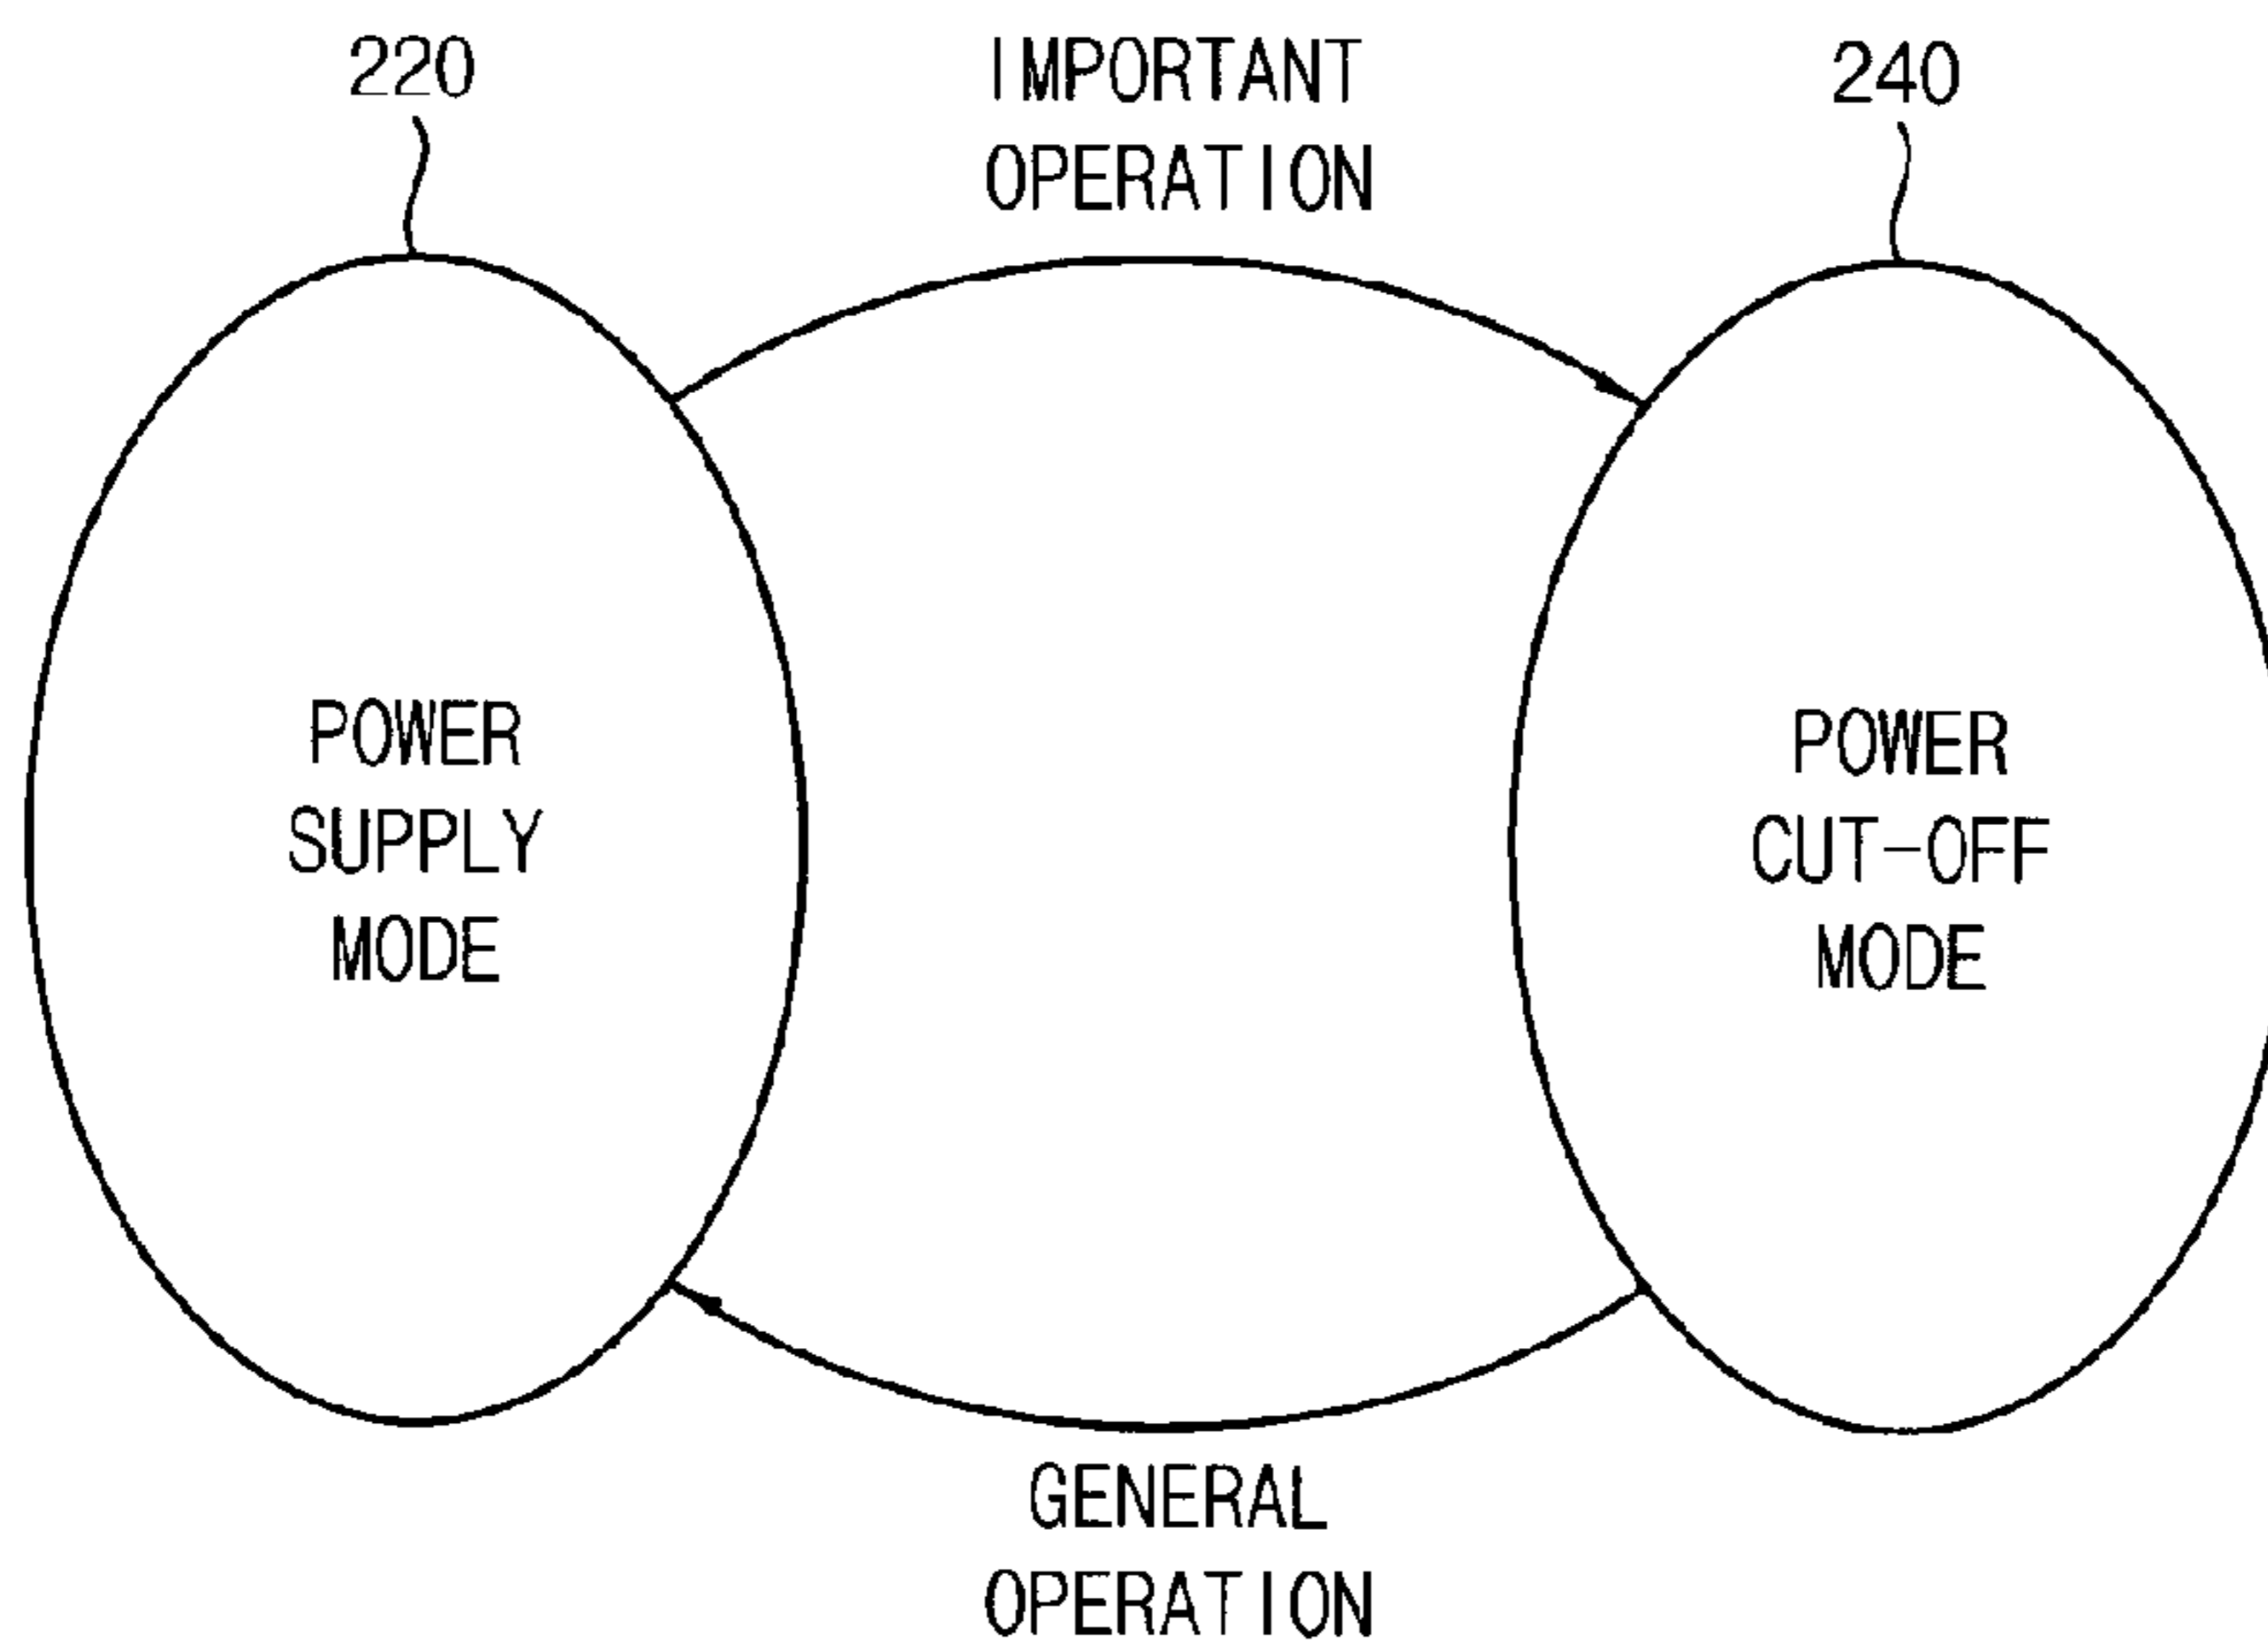 220
IMPORTANT
OPERATION
240
POWER
SUPPLY
MODE
POWER
CUT-OFF
MODE
GENERAL
OPERATION